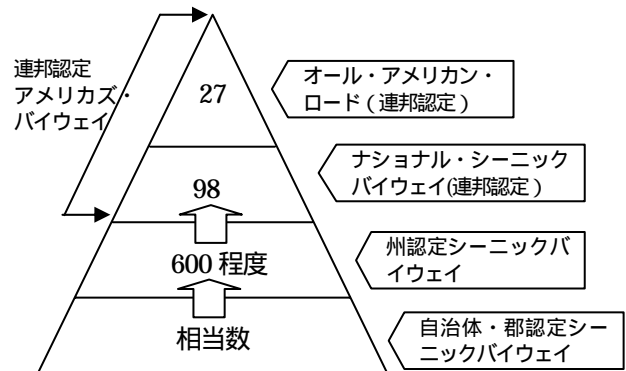 連邦認定
アメリカズ・
バイウェイ
27
オール・アメリカン・
ロード（連邦認定）
98
ナショナル・シーニック
バイウェイ(連邦認定）
600 程度
州認定シーニックバ
イウェイ
相当数
自治体・郡認定シー
ニックバイウェイ